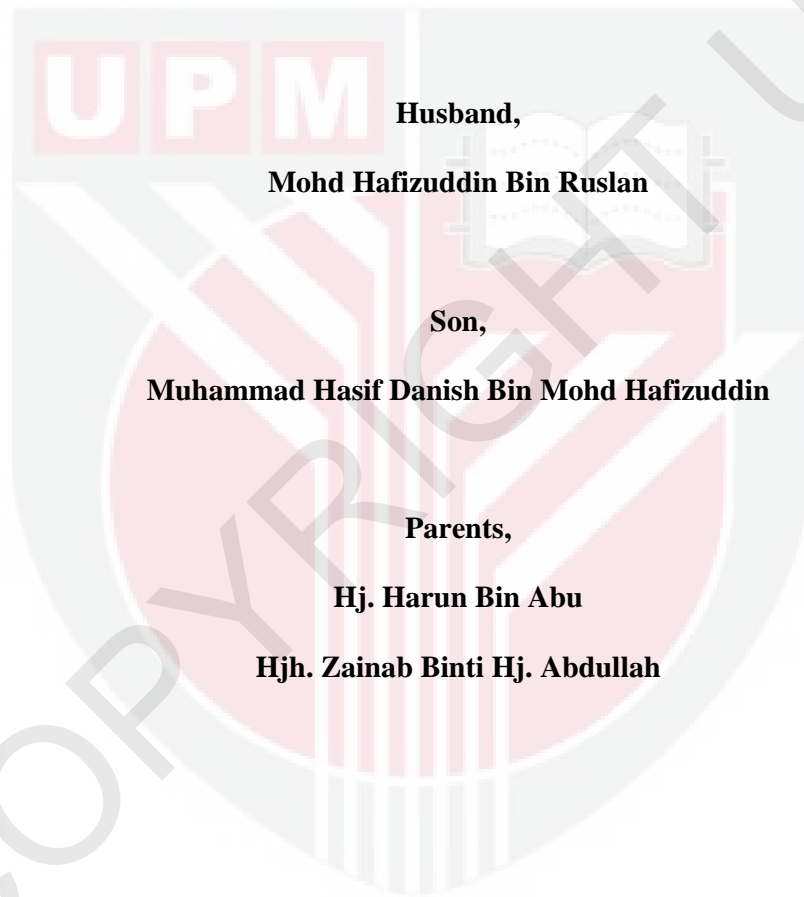 UPM
Husband,
Mohd Hafizuddin Bin Ruslan
Son,
Muhammad Hasif Danish Bin Mohd Hafizuddin
Parents,
Hj. Harun Bin Abu
Hjh. Zainab Binti Hj. Abdullah
COPYRIGHT U